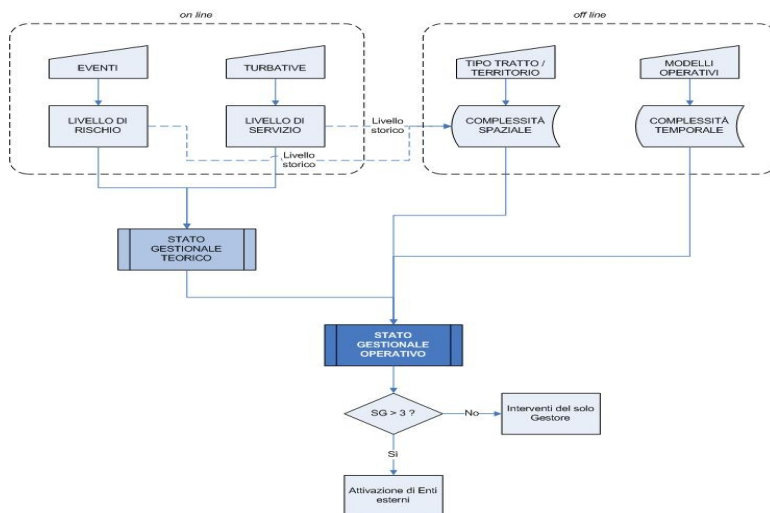 on line
off line
EVENTI
TURBATIVE
TIPO TRATTO /
TERRITORIO
MODELLI
OPERATIVI
LIVELLO DI
RISCHIO
LIVELLO DI
SERVIZIO
Livello
storico
COMPLESSITÀ
SPAZIALE
COMPLESSITÀ
TEMPORALE
Livello
storico
STATO
GESTIONALE
TEORICO
STATO
GESTIONALE
OPERATIVO
SG > 3 ?
No
Interventi del solo
Gestore
Sì
Attivazione di Enti
esterni